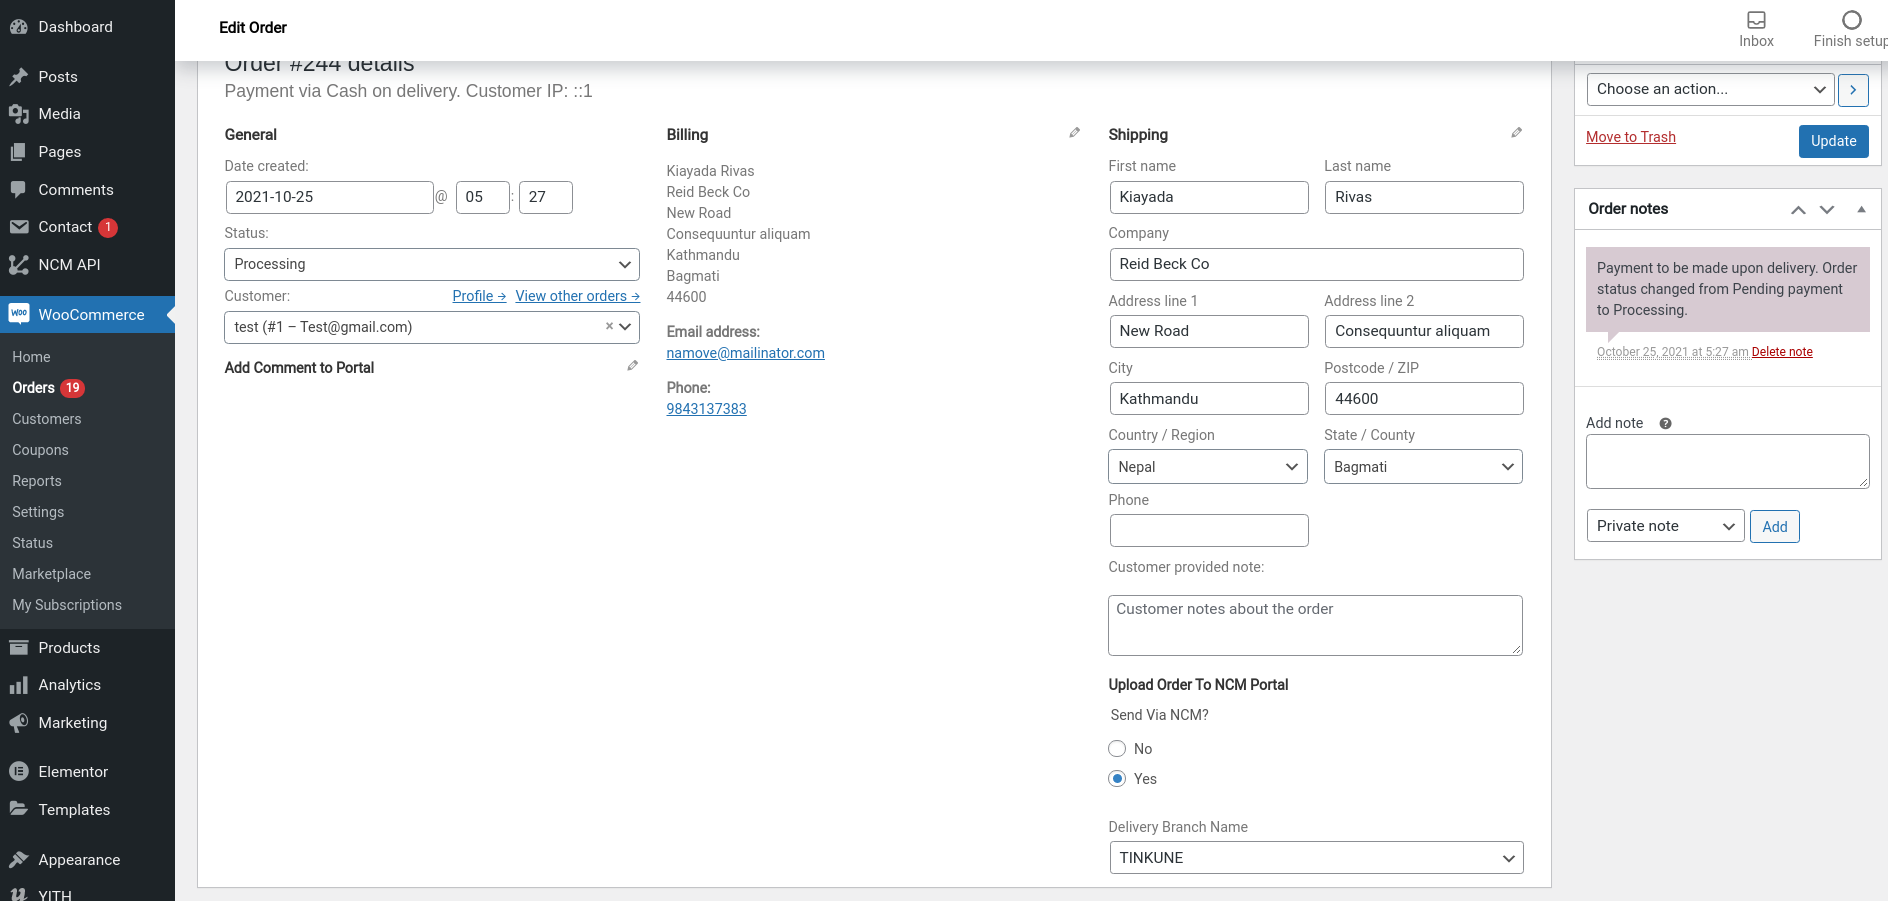 Dashboard
Posts
Media
Pages
Comments
Contact 1
NCM API
WooCommerce
Home
Orders 19
Customers
Coupons
Reports
Settings
Status
Marketplace
My Subscriptions
Products
Analytics
Marketing
Elementor
Templates
Appearance
YITH
Edit Order
Inbox
Finish setup
Order #244 details
Payment via Cash on delivery. Customer IP: ::1
General
Date created:
2021-10-25 @ 05 : 27
Status:
Processing
Customer: Profile → View other orders →
test (#1 – Test@gmail.com) ×
Add Comment to Portal
Billing
Kiayada Rivas
Reid Beck Co
New Road
Consequuntur aliquam
Kathmandu
Bagmati
44600
Email address:
namove@mailinator.com
Phone:
9843137383
Shipping
First name Last name
Kiayada Rivas
Company
Reid Beck Co
Address line 1 Address line 2
New Road Consequuntur aliquam
City Postcode / ZIP
Kathmandu 44600
Country / Region State / County
Nepal Bagmati
Phone
Customer provided note:
Customer notes about the order
Upload Order To NCM Portal
Send Via NCM?
No
Yes
Delivery Branch Name
TINKUNE
Choose an action...
Move to Trash Update
Order notes
Payment to be made upon delivery. Order
status changed from Pending payment
to Processing.
October 25, 2021 at 5:27 am Delete note
Add note ?
Private note Add